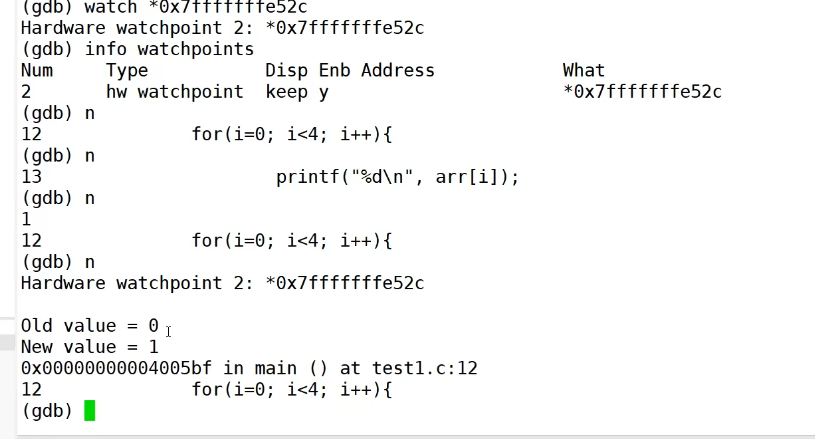 (gdb) watch *0x7fffffffe52c
Hardware watchpoint 2: *0x7fffffffe52c
(gdb) info watchpoints
Num     Type           Disp Enb Address            What
2       hw watchpoint  keep y                      *0x7fffffffe52c
(gdb) n
12              for(i=0; i<4; i++){
(gdb) n
13                      printf("%d\n", arr[i]);
(gdb) n
1
12              for(i=0; i<4; i++){
(gdb) n
Hardware watchpoint 2: *0x7fffffffe52c

Old value = 0
New value = 1
0x00000000004005bf in main () at test1.c:12
12              for(i=0; i<4; i++){
(gdb)